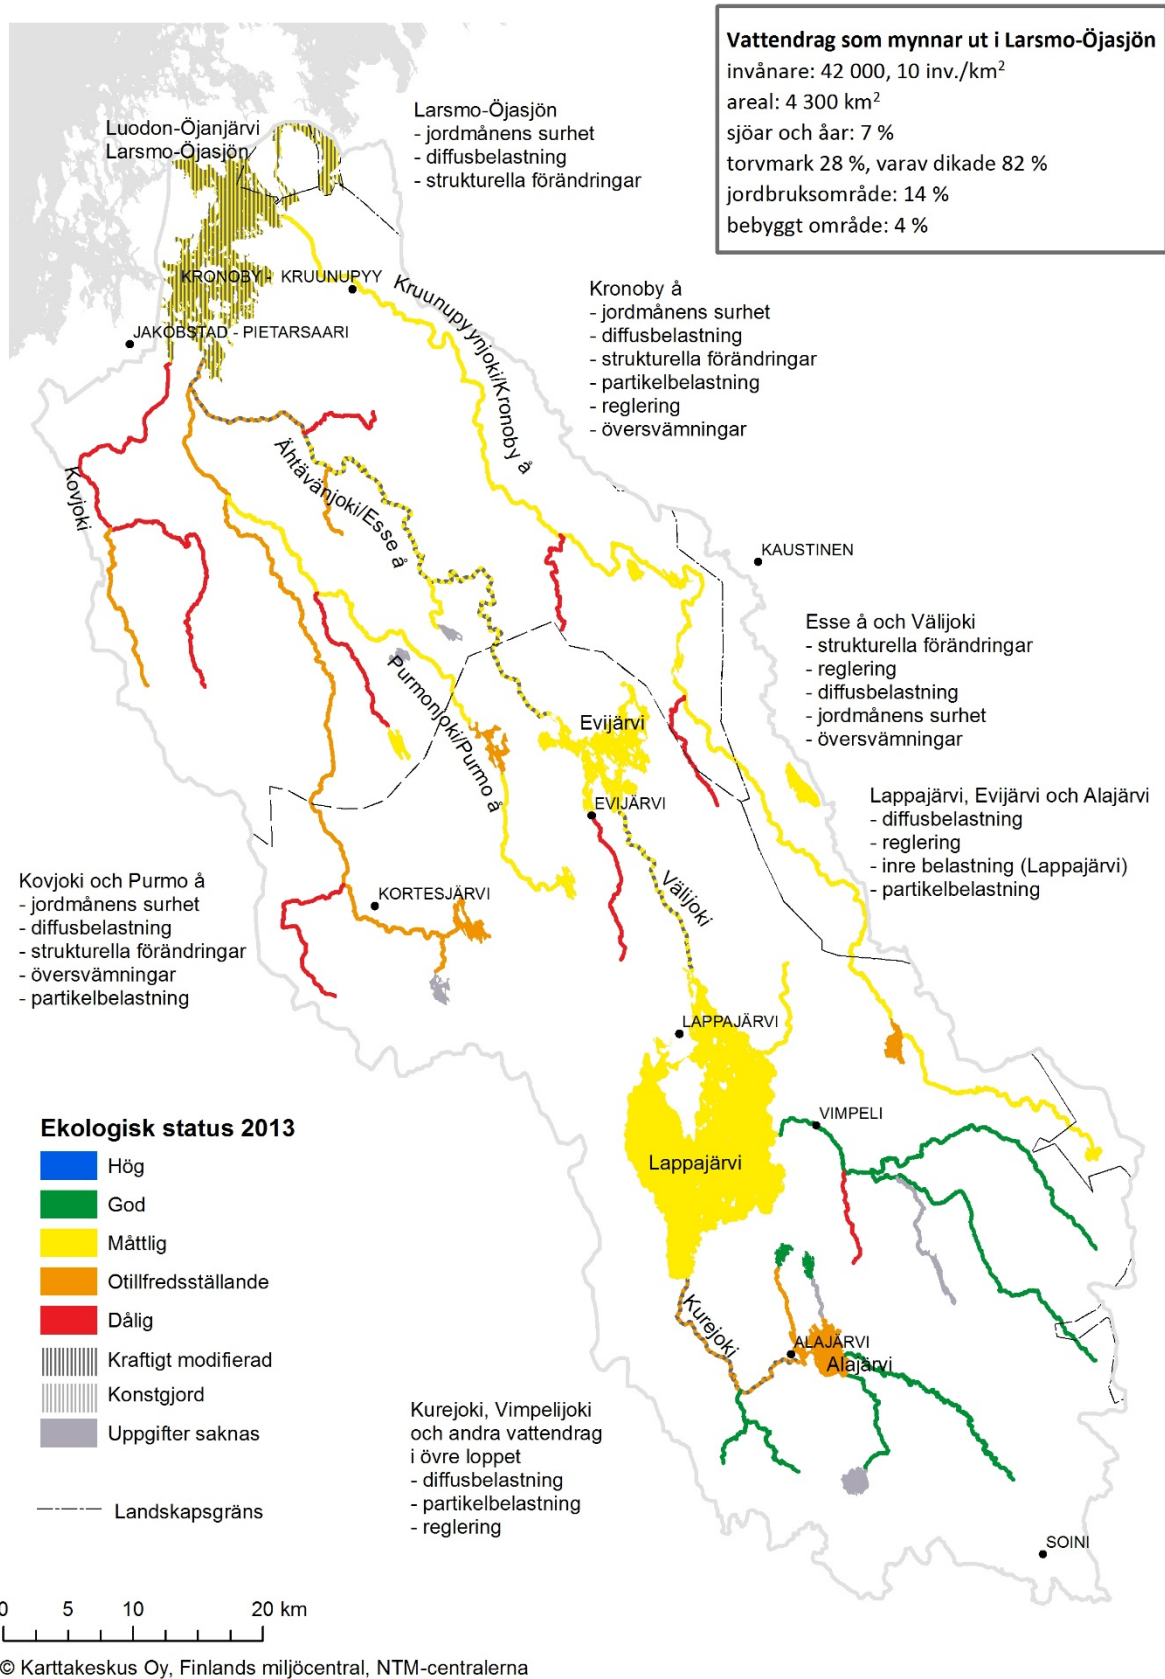 Vattendrag som mynnar ut i Larsmo-Öjasjön
invånare: 42 000, 10 inv./km²
areal: 4 300 km²
sjöar och åar: 7 %
torvmark 28 %, varav dikade 82 %
jordbruksområde: 14 %
bebyggt område: 4 %
Luodon-Öjanjärvi
Larsmo-Öjasjön
Larsmo-Öjasjön
- jordmånens surhet
- diffusbelastning
- strukturella förändringar
KRONOBY - KRUUNUPYY
JAKOBSTAD - PIETARSAARI
Kruunupyynjoki/Kronoby å
Kronoby å
- jordmånens surhet
- diffusbelastning
- strukturella förändringar
- partikelbelastning
- reglering
- översvämningar
Kovjoki
Ähtävänjoki/Esse å
KAUSTINEN
Esse å och Välijoki
- strukturella förändringar
- reglering
- diffusbelastning
- jordmånens surhet
- översvämningar
Purmonjoki/Purmo å
Evijärvi
EVIJÄRVI
Lappajärvi, Evijärvi och Alajärvi
- diffusbelastning
- reglering
- inre belastning (Lappajärvi)
- partikelbelastning
Kovjoki och Purmo å
- jordmånens surhet
- diffusbelastning
- strukturella förändringar
- översvämningar
- partikelbelastning
KORTESJÄRVI
Välijoki
LAPPAJÄRVI
VIMPELI
Lappajärvi
Ekologisk status 2013
Hög
God
Måttlig
Otillfredsställande
Dålig
Kraftigt modifierad
Konstgjord
Uppgifter saknas
Landskapsgräns
Kurejoki
ALAJÄRVI
Alajärvi
Kurejoki, Vimpelijoki
och andra vattendrag
i övre loppet
- diffusbelastning
- partikelbelastning
- reglering
SOINI
0 5 10 20 km
© Karttakeskus Oy, Finlands miljöcentral, NTM-centralerna